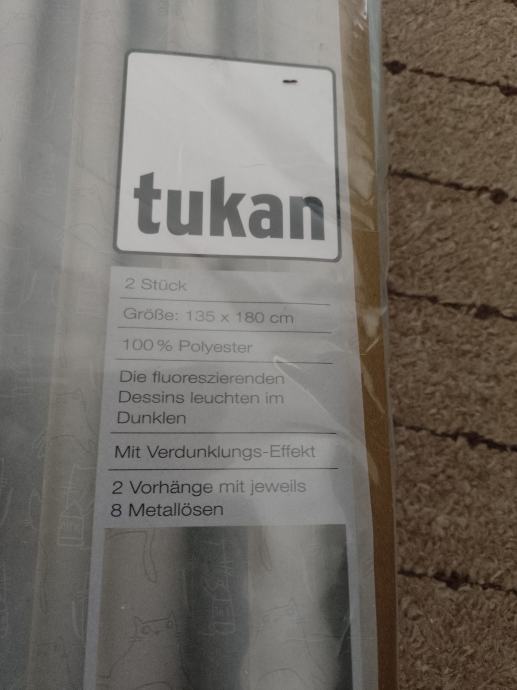 tukan
2 Stück
Größe: 135 x 180 cm
100 % Polyester
Die fluoreszierenden
Dessins leuchten im
Dunklen
Mit Verdunklungs-Effekt
2 Vorhänge mit jeweils
8 Metallösen